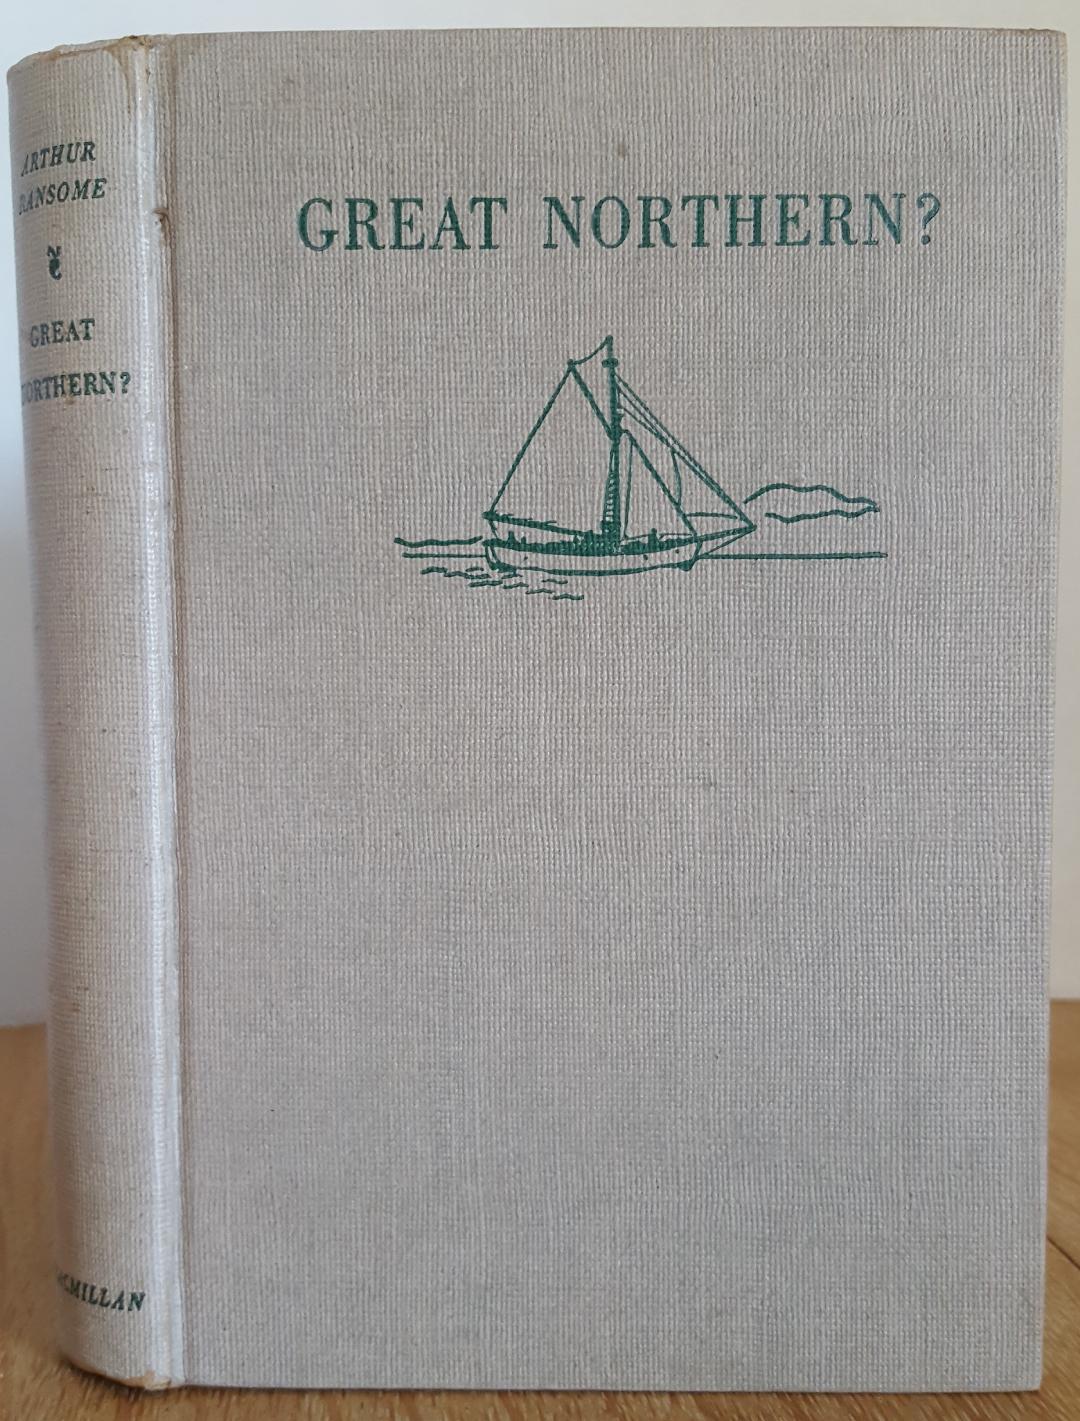 ARTHUR
RANSOME
GREAT
NORTHERN?
MACMILLAN
GREAT NORTHERN?